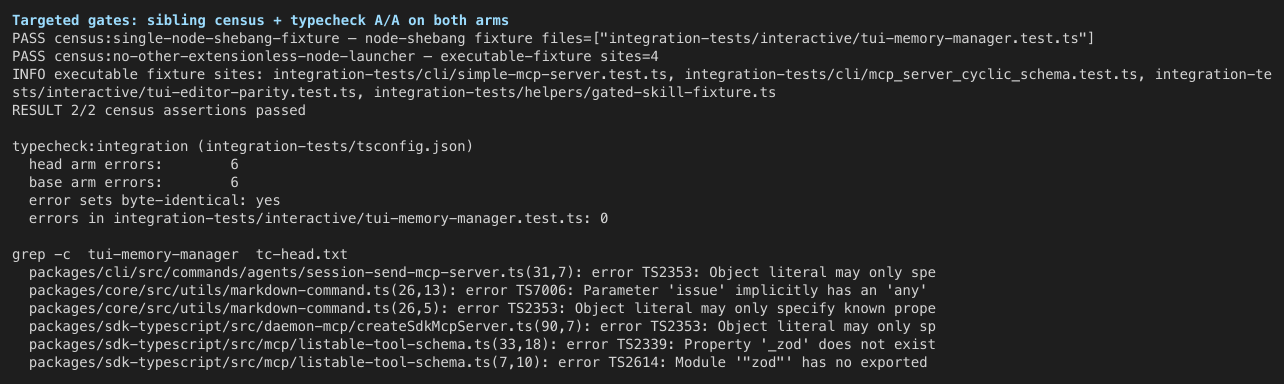 Targeted gates: sibling census + typecheck A/A on both arms
PASS census:single-node-shebang-fixture — node-shebang fixture files=["integration-tests/interactive/tui-memory-manager.test.ts"]
PASS census:no-other-extensionless-node-launcher — executable-fixture sites=4
INFO executable fixture sites: integration-tests/cli/simple-mcp-server.test.ts, integration-tests/cli/mcp_server_cyclic_schema.test.ts, integration-te
sts/interactive/tui-editor-parity.test.ts, integration-tests/helpers/gated-skill-fixture.ts
RESULT 2/2 census assertions passed

typecheck:integration (integration-tests/tsconfig.json)
  head arm errors:        6
  base arm errors:        6
  error sets byte-identical: yes
  errors in integration-tests/interactive/tui-memory-manager.test.ts: 0

grep -c  tui-memory-manager  tc-head.txt
  packages/cli/src/commands/agents/session-send-mcp-server.ts(31,7): error TS2353: Object literal may only spe
  packages/core/src/utils/markdown-command.ts(26,13): error TS7006: Parameter 'issue' implicitly has an 'any'
  packages/core/src/utils/markdown-command.ts(26,5): error TS2353: Object literal may only specify known prope
  packages/sdk-typescript/src/daemon-mcp/createSdkMcpServer.ts(90,7): error TS2353: Object literal may only sp
  packages/sdk-typescript/src/mcp/listable-tool-schema.ts(33,18): error TS2339: Property '_zod' does not exist
  packages/sdk-typescript/src/mcp/listable-tool-schema.ts(7,10): error TS2614: Module '"zod"' has no exported